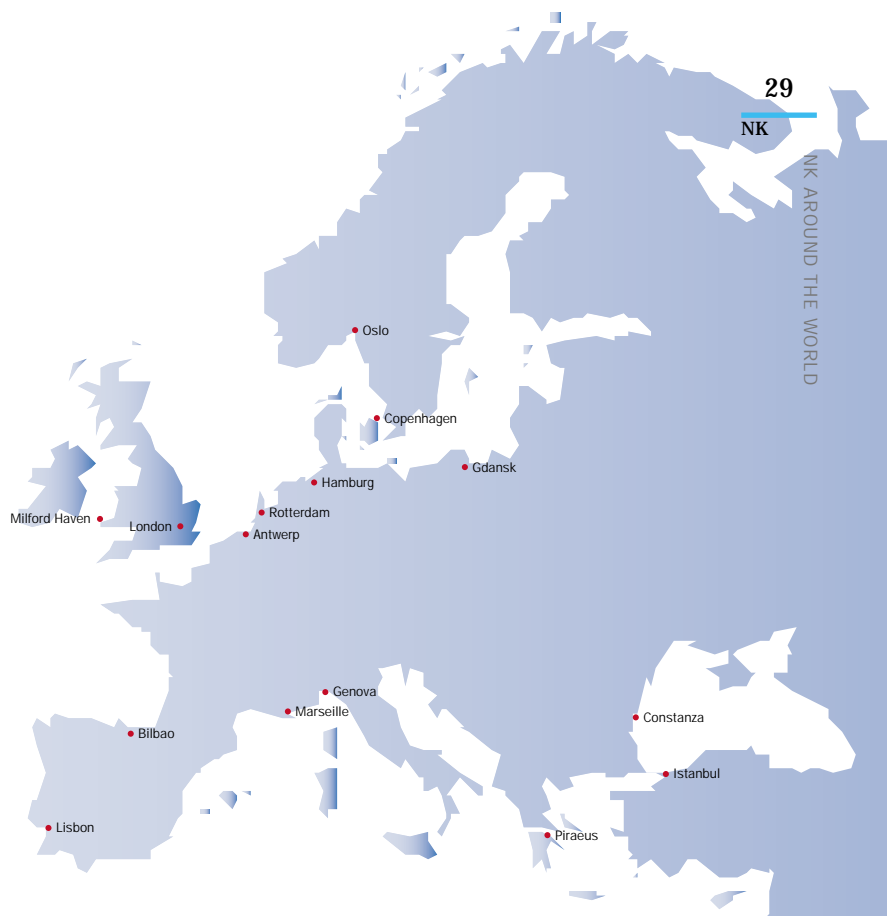 29
NK
NK AROUND THE WORLD
Oslo
Copenhagen
Gdansk
Hamburg
Rotterdam
Milford Haven
London
Antwerp
Genova
Marseille
Constanza
Bilbao
Istanbul
Lisbon
Piraeus